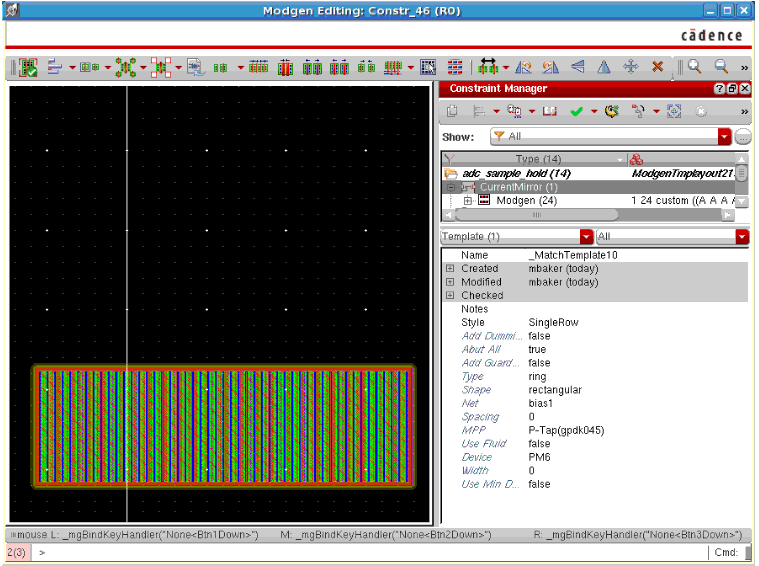 Modgen Editing: Constr_46 (RO)
cādence
»
Constraint Manager
»
Show:
All
Type (14)
adc_sample_hold (14)
ModgenTmplayout21.
CurrentMirror (1)
Modgen (24)
1 24 custom ((A A A A
Template (1)
All
Name _MatchTemplate10
Created mbaker (today)
Modified mbaker (today)
Checked
Notes
Style SingleRow
Add Dummi... false
Abut All true
Add Guard... false
Type ring
Shape rectangular
Net bias1
Spacing 0
MPP P-Tap(gpdk045)
Use Fluid false
Device PM6
Width 0
Use Min D... false
mouse L: _mgBindKeyHandler("None<Btn1Down>") M: _mgBindKeyHandler("None<Btn2Down>") R: _mgBindKeyHandler("None<Btn3Down>")
2(3) > Cmd: